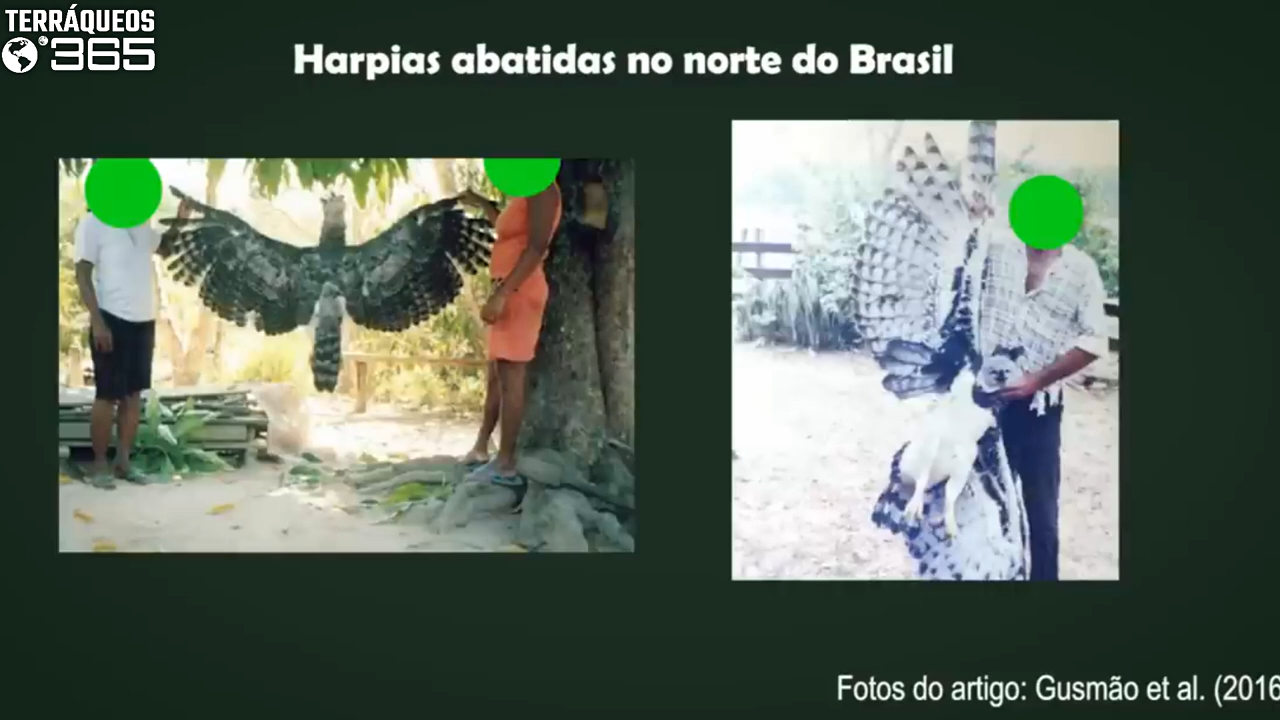 TERRÁQUEOS
365
Harpias abatidas no norte do Brasil
Fotos do artigo: Gusmão et al. (2016